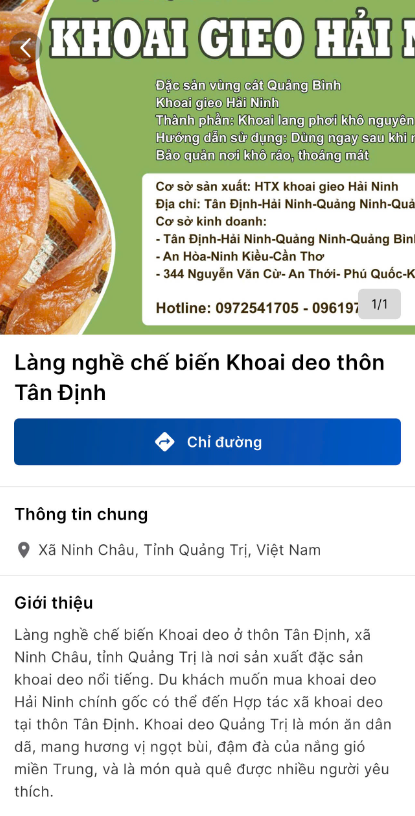 KHOAI GIEO HẢI
Đặc sản vùng cát Quảng Bình
Khoai gieo Hải Ninh
Thành phần: Khoai lang phơi khô nguyên
Hướng dẫn sử dụng: Dùng ngay sau khi
Bảo quản nơi khô ráo, thoáng mát
Cơ sở sản xuất: HTX khoai gieo Hải Ninh
Địa chỉ: Tân Định-Hải Ninh-Quảng Ninh-Quả
Cơ sở kinh doanh:
- Tân Định-Hải Ninh-Quảng Ninh-Quảng Bìn
- An Hòa-Ninh Kiều-Cần Thơ
- 344 Nguyễn Văn Cừ- An Thới- Phú Quốc-K
Hotline: 0972541705 - 096197
1/1
Làng nghề chế biến Khoai deo thôn
Tân Định
Chỉ đường
Thông tin chung
Xã Ninh Châu, Tỉnh Quảng Trị, Việt Nam
Giới thiệu
Làng nghề chế biến Khoai deo ở thôn Tân Định, xã
Ninh Châu, tỉnh Quảng Trị là nơi sản xuất đặc sản
khoai deo nổi tiếng. Du khách muốn mua khoai deo
Hải Ninh chính gốc có thể đến Hợp tác xã khoai deo
tại thôn Tân Định. Khoai deo Quảng Trị là món ăn dân
dã, mang hương vị ngọt bùi, đậm đà của nắng gió
miền Trung, và là món quà quê được nhiều người yêu
thích.